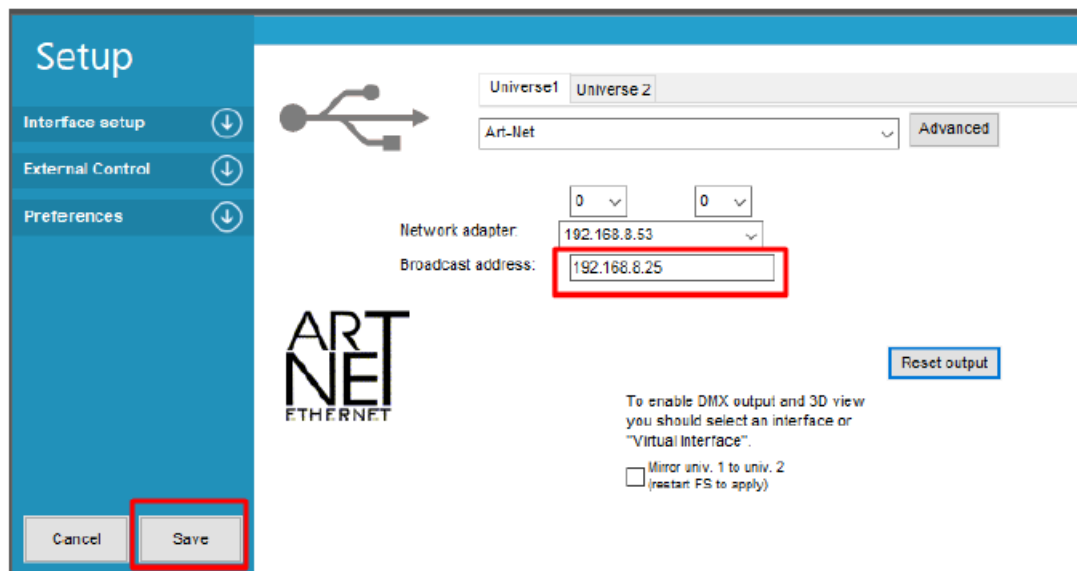 Setup
Interface setup
External Control
Preferences
Cancel
Save
Universe1
Universe 2
Art-Net
Advanced
0
0
Network adapter:
192.168.8.53
Broadcast address:
192.168.8.25
ART
NET
ETHERNET
Reset output
To enable DMX output and 3D view
you should select an interface or
"Virtual Interface".
Mirror univ. 1 to univ. 2
(restart FS to apply)